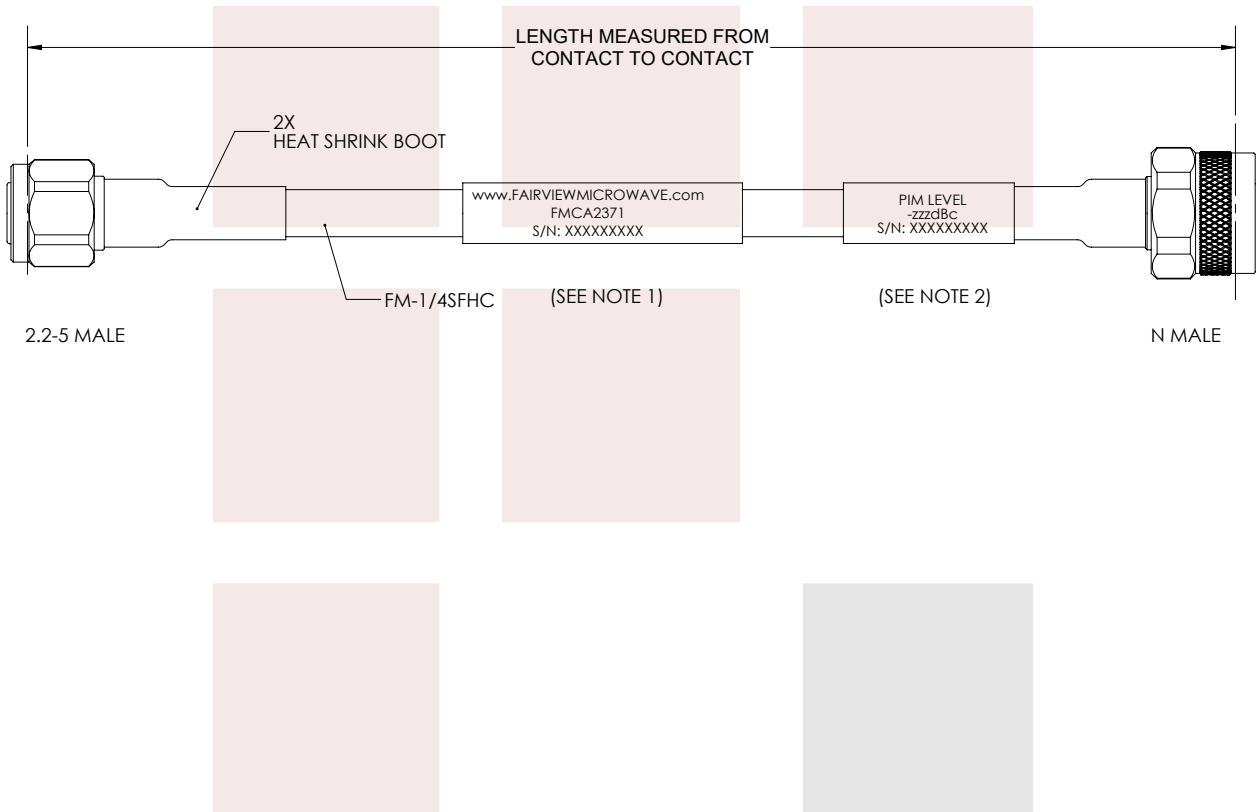 LENGTH MEASURED FROM
CONTACT TO CONTACT
2X
HEAT SHRINK BOOT
www.FAIRVIEWMICROWAVE.com
FMCA2371
S/N: XXXXXXXXX
PIM LEVEL
-zzzdBc
S/N: XXXXXXXXX
FM-1/4SFHC
(SEE NOTE 1)
(SEE NOTE 2)
2.2-5 MALE
N MALE